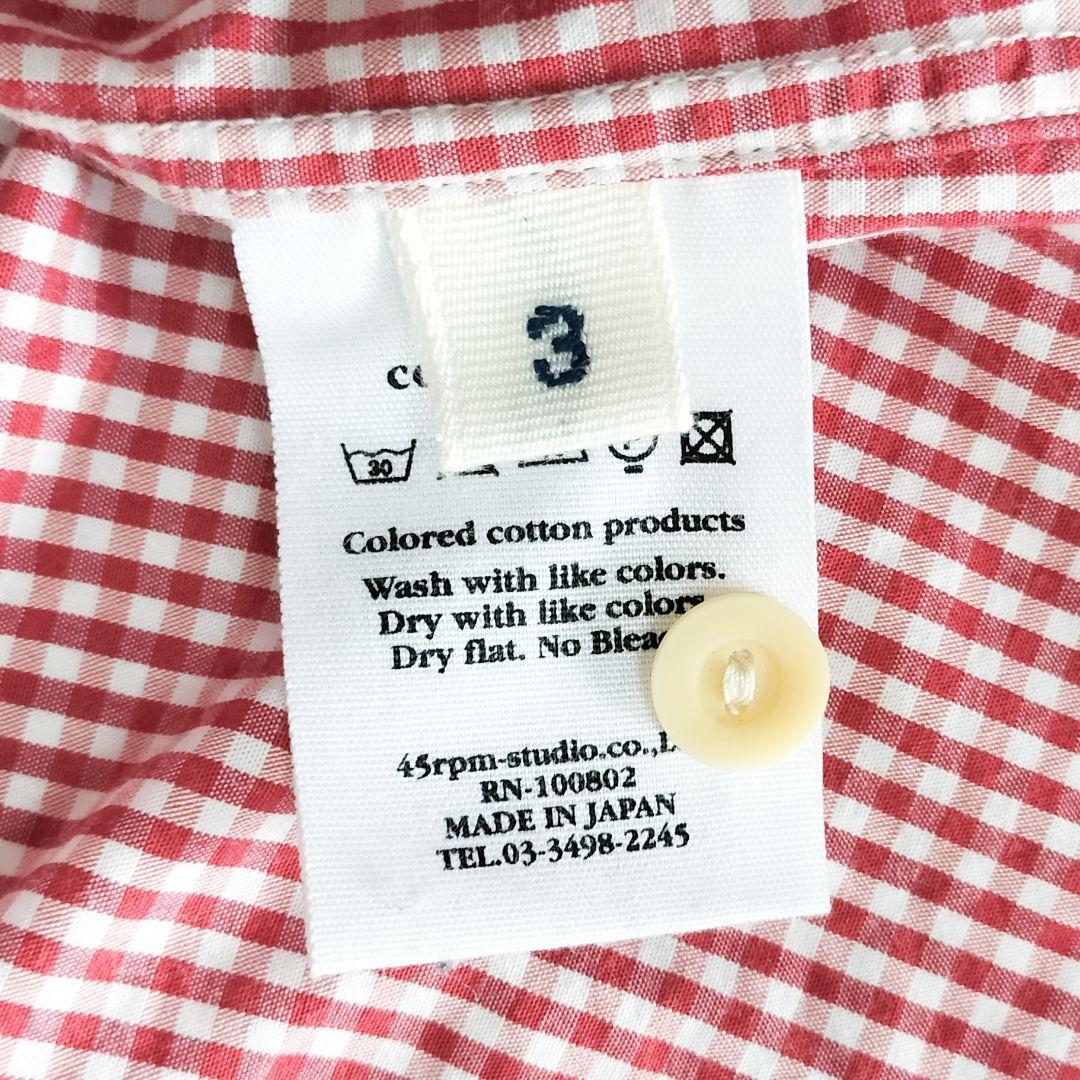 3
30
Colored cotton products
Wash with like colors.
Dry with like colors.
Dry flat. No
45rpm-studio.co.,
RN-100802
MADE IN JAPAN
TEL.03-3498-2245